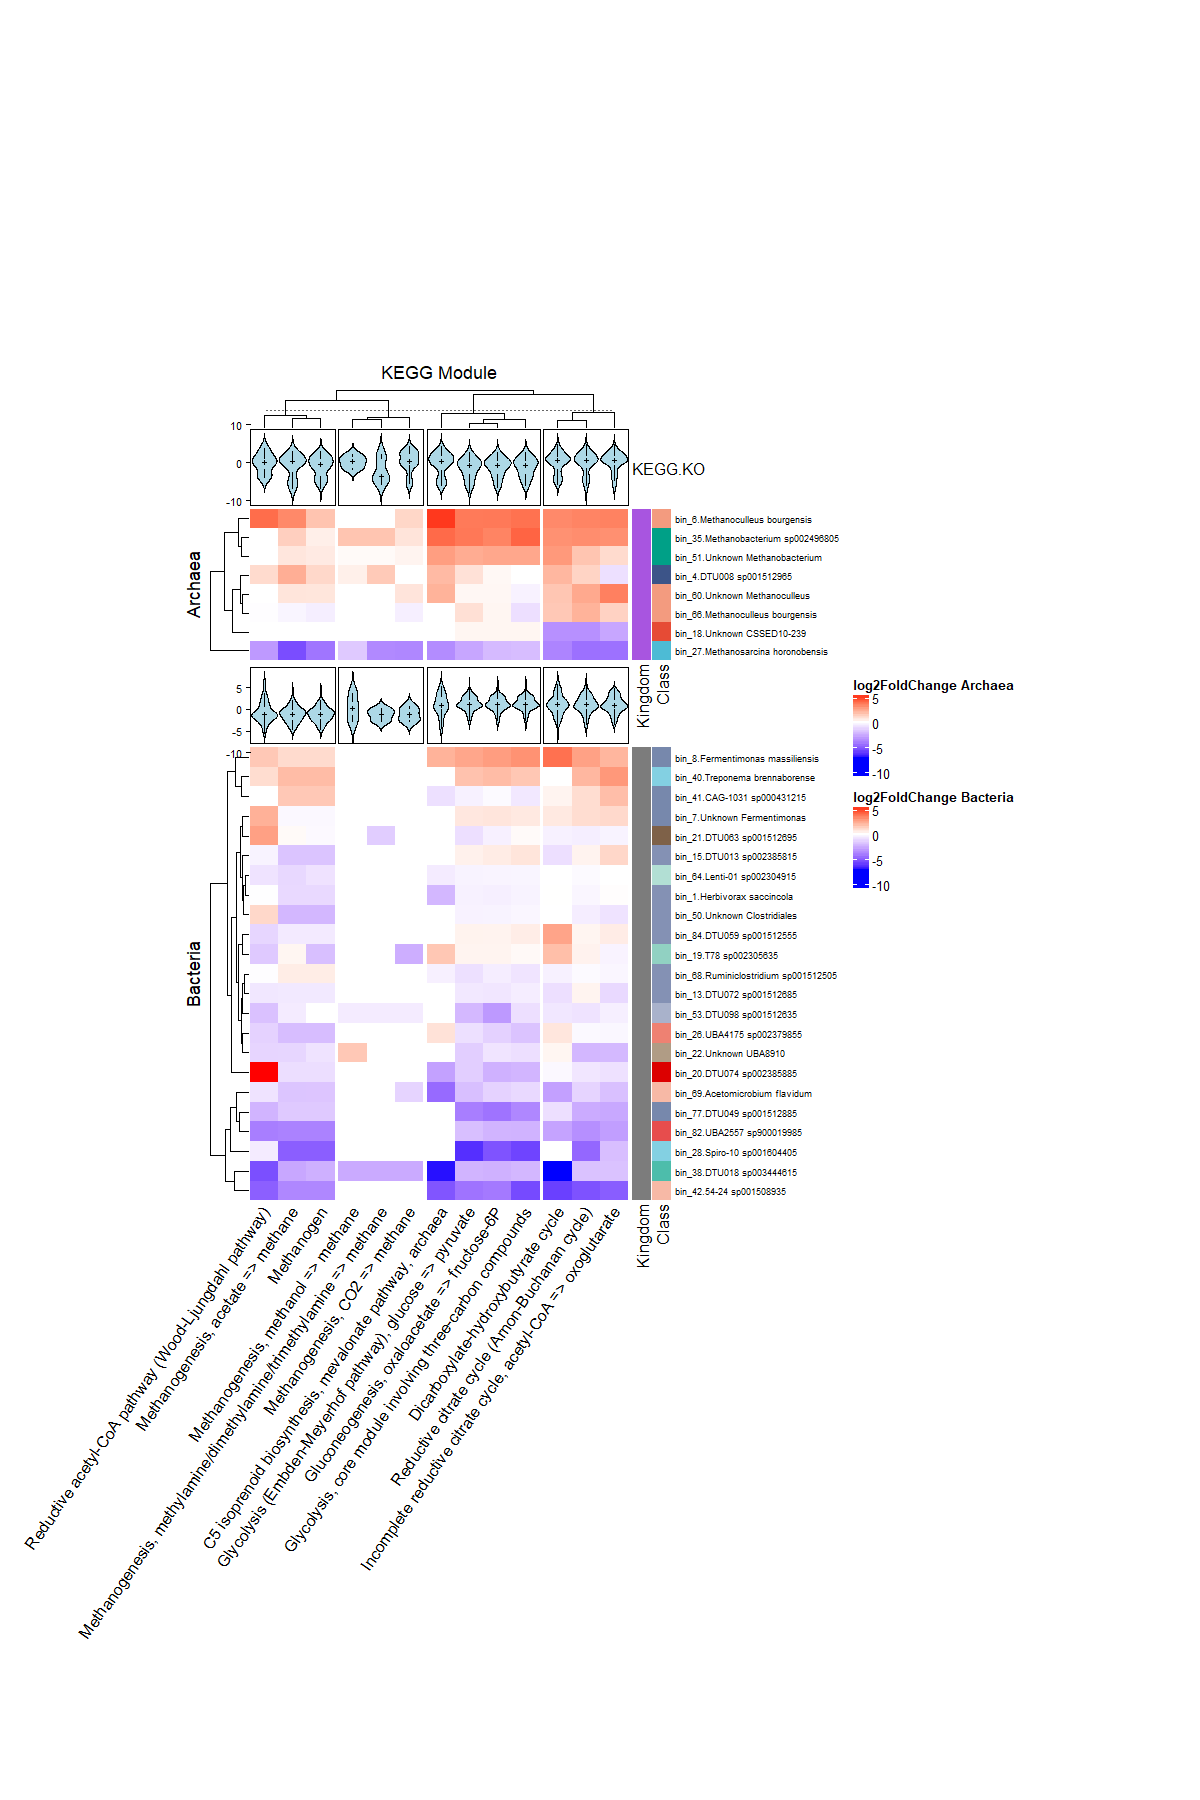 KEGG Module
10
0
-10
KEGG.KO
Archaea
bin_6.Methanoculleus bourgensis
bin_35.Methanobacterium sp002496805
bin_51.Unknown Methanobacterium
bin_4.DTU008 sp001512965
bin_60.Unknown Methanoculleus
bin_66.Methanoculleus bourgensis
bin_18.Unknown CSSED10-239
bin_27.Methanosarcina horonobensis
Kingdom
Class
5
0
-5
-10
log2FoldChange Archaea
5
0
-5
-10
log2FoldChange Bacteria
5
0
-5
-10
Bacteria
bin_8.Fermentimonas massiliensis
bin_40.Treponema brennaborense
bin_41.CAG-1031 sp000431215
bin_7.Unknown Fermentimonas
bin_21.DTU063 sp001512695
bin_15.DTU013 sp002385815
bin_64.Lenti-01 sp002304915
bin_1.Herbivorax saccincola
bin_50.Unknown Clostridiales
bin_84.DTU059 sp001512555
bin_19.T78 sp002305635
bin_68.Ruminiclostridium sp001512505
bin_13.DTU072 sp001512685
bin_53.DTU098 sp001512635
bin_26.UBA4175 sp002379855
bin_22.Unknown UBA8910
bin_20.DTU074 sp002385885
bin_69.Acetomicrobium flavidum
bin_77.DTU049 sp001512885
bin_82.UBA2557 sp900019985
bin_28.Spiro-10 sp001604405
bin_38.DTU018 sp003444615
bin_42.54-24 sp001508935
Kingdom
Class
Reductive acetyl-CoA pathway (Wood-Ljungdahl pathway)
Methanogenesis, acetate => methane
Methanogen
Methanogenesis, methanol => methane
Methanogenesis, methylamine/dimethylamine/trimethylamine => methane
Methanogenesis, CO2 => methane
C5 isoprenoid biosynthesis, mevalonate pathway, archaea
Glycolysis (Embden-Meyerhof pathway), glucose => pyruvate
Gluconeogenesis, oxaloacetate => fructose-6P
Glycolysis, core module involving three-carbon compounds
Dicarboxylate-hydroxybutyrate cycle
Reductive citrate cycle (Arnon-Buchanan cycle)
Incomplete reductive citrate cycle, acetyl-CoA => oxoglutarate